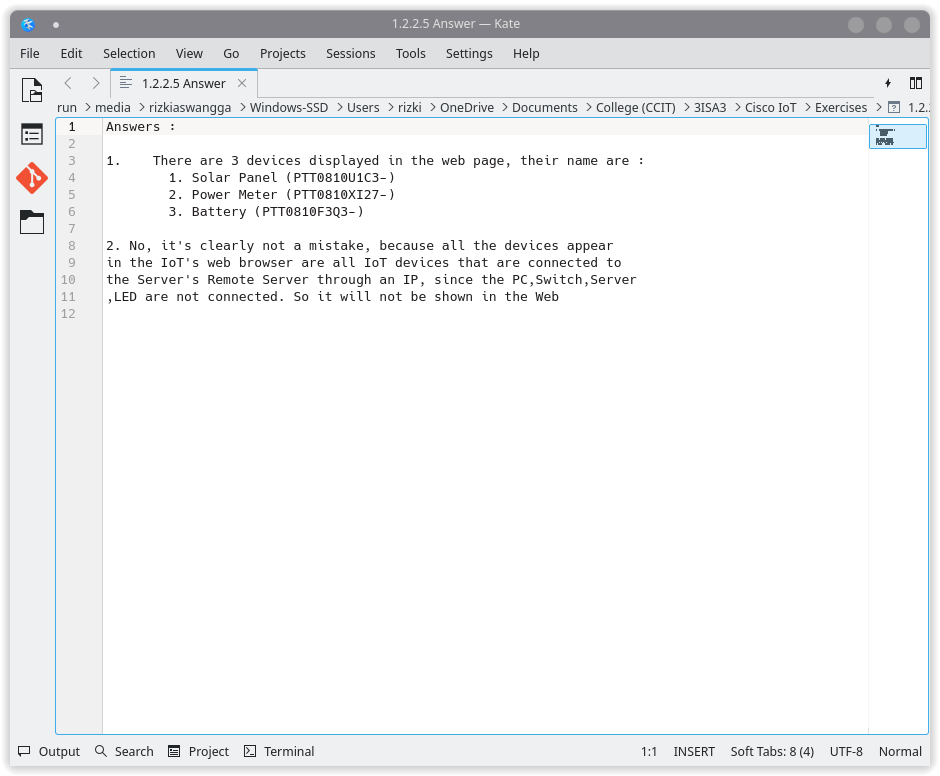 1.2.2.5 Answer — Kate
File Edit Selection View Go Projects Sessions Tools Settings Help
1.2.2.5 Answer
run > media > rizkiaswangga > Windows-SSD > Users > rizki > OneDrive > Documents > College (CCIT) > 3ISA3 > Cisco IoT > Exercises > 1.2.
1 Answers :
2
3 1.    There are 3 devices displayed in the web page, their name are :
4         1. Solar Panel (PTT0810U1C3-)
5         2. Power Meter (PTT0810XI27-)
6         3. Battery (PTT0810F3Q3-)
7
8 2. No, it's clearly not a mistake, because all the devices appear
9 in the IoT's web browser are all IoT devices that are connected to
10 the Server's Remote Server through an IP, since the PC,Switch,Server
11 ,LED are not connected. So it will not be shown in the Web
12
Output Search Project Terminal 1:1 INSERT Soft Tabs: 8 (4) UTF-8 Normal